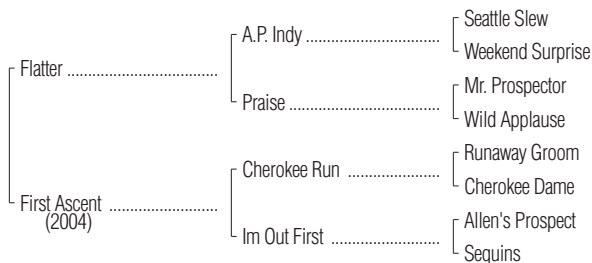 Seattle Slew
A.P. Indy ..............................
Weekend Surprise
Flatter ..................................
Mr. Prospector
Praise ..................................
Wild Applause
Runaway Groom
Cherokee Run .....................
Cherokee Dame
First Ascent ........................
(2004)
Allen's Prospect
Im Out First ........................
Sequins